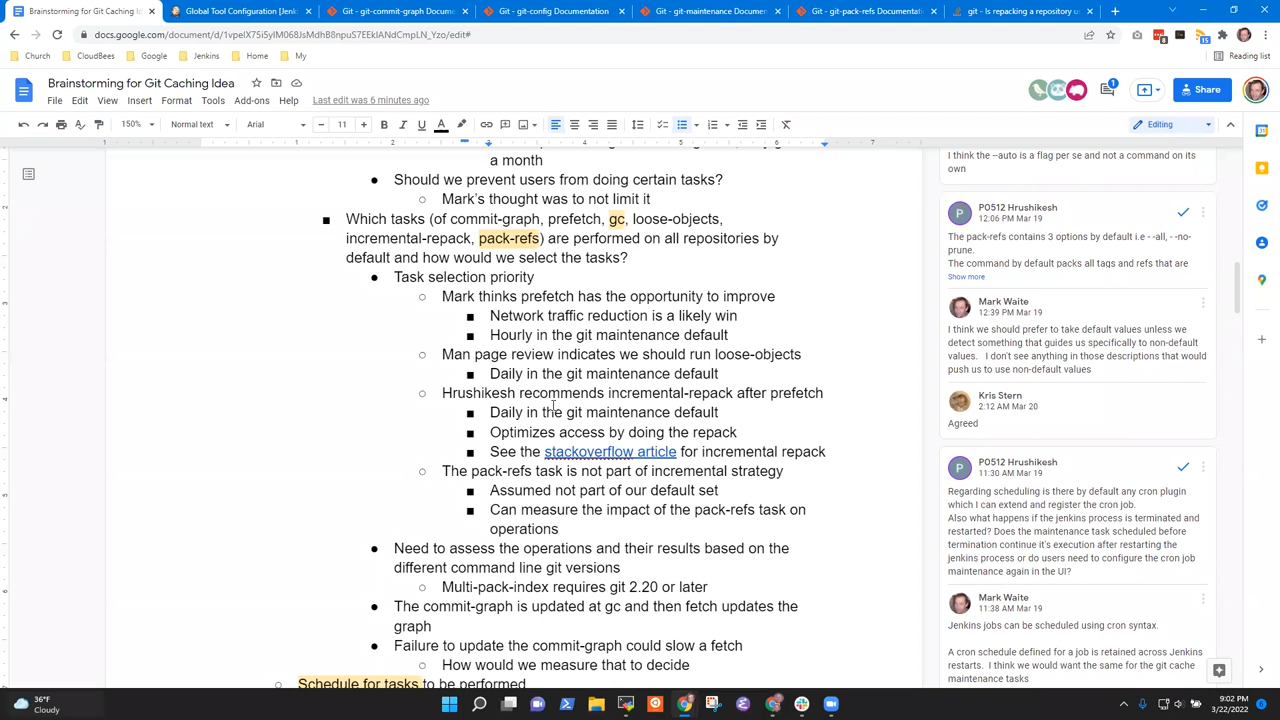 Brainstorming for Git Caching Idea
Global Tool Configuration [Jenki
Git - git-commit-graph Docume
Git - git-config Documentation
Git - git-maintenance Documen
Git - git-pack-refs Documentatio
git - Is repacking a repository u
docs.google.com/document/d/
Church
CloudBees
Google
Jenkins
Home
My
Reading list
Brainstorming for Git Caching Idea
File Edit View Insert Format Tools Add-ons Help Last edit was 6 minutes ago
Share
150% Normal text Arial 11 Editing
a month
Should we prevent users from doing certain tasks?
Mark's thought was to not limit it
Which tasks (of commit-graph, prefetch, gc, loose-objects,
incremental-repack, pack-refs) are performed on all repositories by
default and how would we select the tasks?
Task selection priority
Mark thinks prefetch has the opportunity to improve
Network traffic reduction is a likely win
Hourly in the git maintenance default
Man page review indicates we should run loose-objects
Daily in the git maintenance default
Hrushikesh recommends incremental-repack after prefetch
Daily in the git maintenance default
Optimizes access by doing the repack
See the stackoverflow article for incremental repack
The pack-refs task is not part of incremental strategy
Assumed not part of our default set
Can measure the impact of the pack-refs task on
operations
Need to assess the operations and their results based on the
different command line git versions
Multi-pack-index requires git 2.20 or later
The commit-graph is updated at gc and then fetch updates the
graph
Failure to update the commit-graph could slow a fetch
How would we measure that to decide
Schedule for tasks to be performed
I think the --auto is a flag per se and not a command on its
own
P0512 Hrushikesh
12:06 PM Mar 19
The pack-refs contains 3 options by default i.e - -all, - -no-
prune.
The command by default packs all tags and refs that are
Show more
Mark Waite
12:39 PM Mar 19
I think we should prefer to take default values unless we
detect something that guides us specifically to non-default
values. I don't see anything in those descriptions that would
push us to use non-default values
Kris Stern
2:12 AM Mar 20
Agreed
P0512 Hrushikesh
11:30 AM Mar 19
Regarding scheduling is there by default any cron plugin
which I can extend and register the cron job.
Also what happens if the jenkins process is terminated and
restarted? Does the maintenance task scheduled before
termination continue it's execution after restarting the
jenkins process or do users need to configure the cron job
maintenance again in the UI?
Mark Waite
11:38 AM Mar 19
Jenkins jobs can be scheduled using cron syntax.
A cron schedule defined for a job is retained across Jenkins
restarts. I think we would want the same for the git cache
maintenance tasks
36°F
Cloudy
9:02 PM
3/22/2022